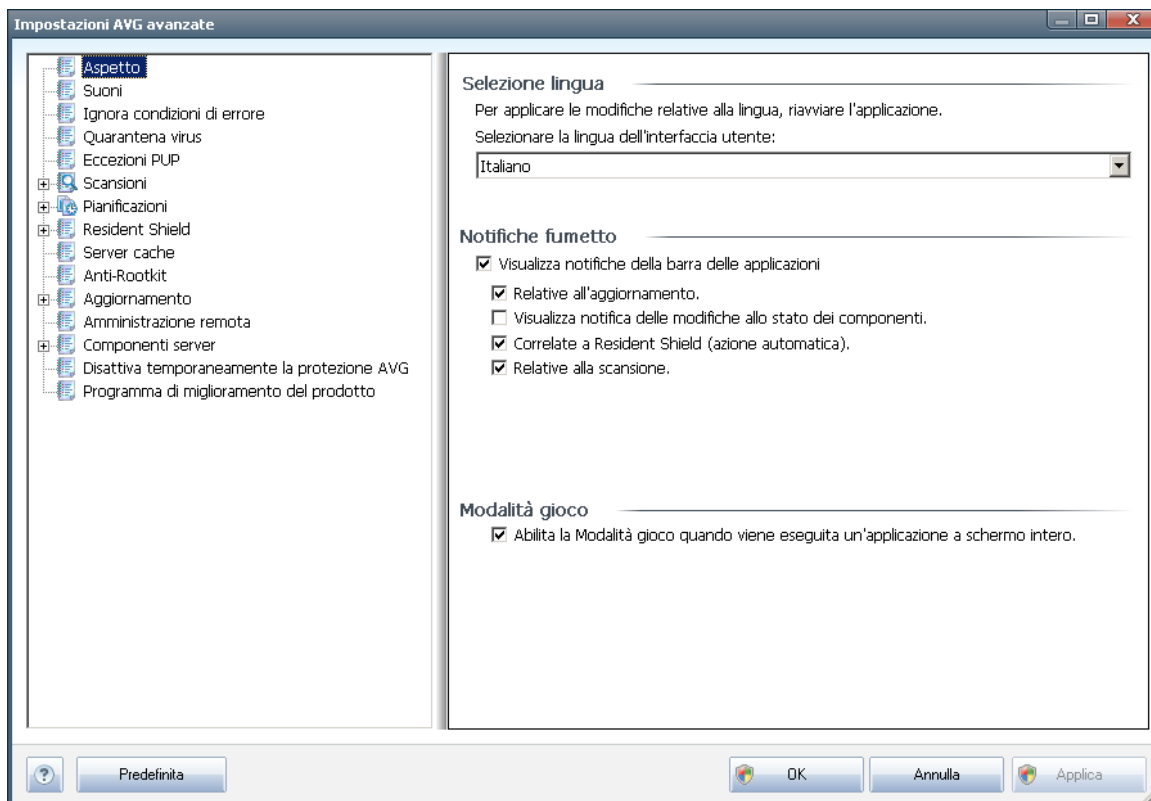 Impostazioni AVG avanzate
Aspetto
Suoni
Ignora condizioni di errore
Quarantena virus
Eccezioni PUP
Scansioni
Pianificazioni
Resident Shield
Server cache
Anti-Rootkit
Aggiornamento
Amministrazione remota
Componenti server
Disattiva temporaneamente la protezione AVG
Programma di miglioramento del prodotto
Selezione lingua
Per applicare le modifiche relative alla lingua, riavviare l'applicazione.
Selezionare la lingua dell'interfaccia utente:
Italiano
Notifiche fumetto
Visualizza notifiche della barra delle applicazioni
Relative all'aggiornamento.
Visualizza notifica delle modifiche allo stato dei componenti.
Correlate a Resident Shield (azione automatica).
Relative alla scansione.
Modalità gioco
Abilita la Modalità gioco quando viene eseguita un'applicazione a schermo intero.
? Predefinita OK Annulla Applica